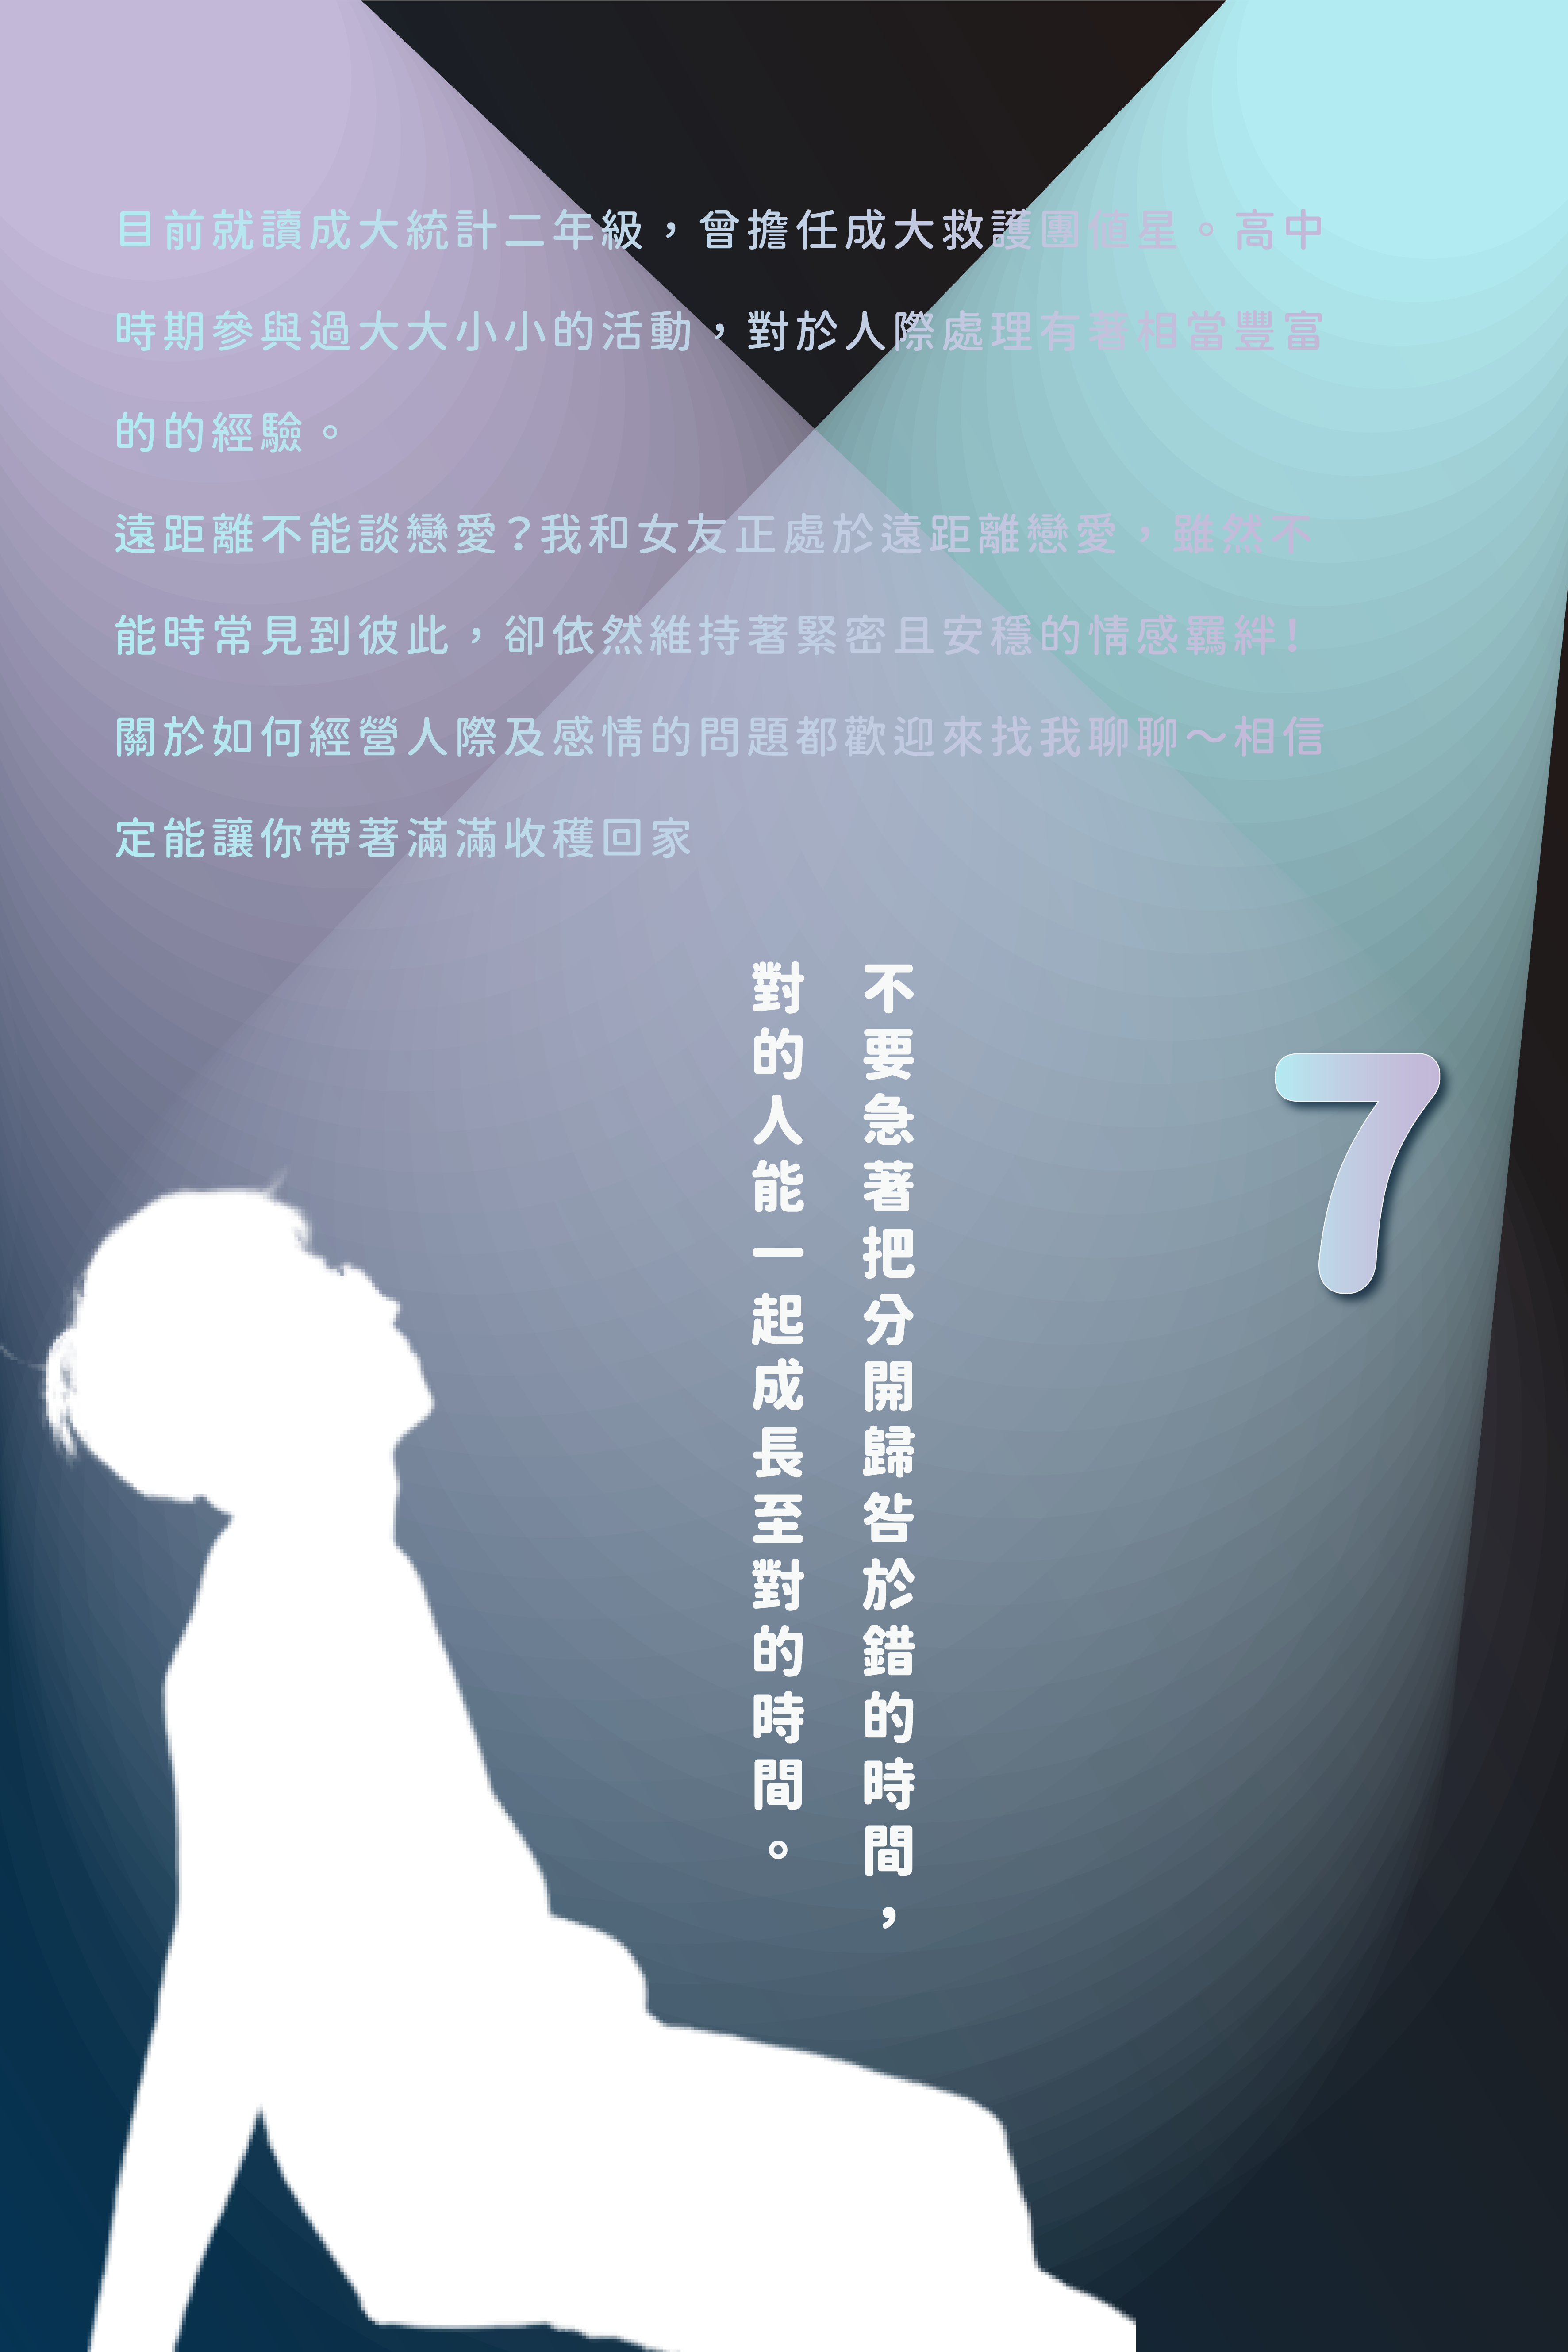 目前就讀成大統計二年級，曾擔任成大救護團值星。高中
時期參與過大大小小的活動，對於人際處理有著相當豐富
的的經驗。
遠距離不能談戀愛？我和女友正處於遠距離戀愛，雖然不
能時常見到彼此，卻依然維持著緊密且安穩的情感羈絆！
關於如何經營人際及感情的問題都歡迎來找我聊聊～相信
定能讓你帶著滿滿收穫回家
不要急著把分開歸咎於錯的時間，
對的人能一起成長至對的時間。
7